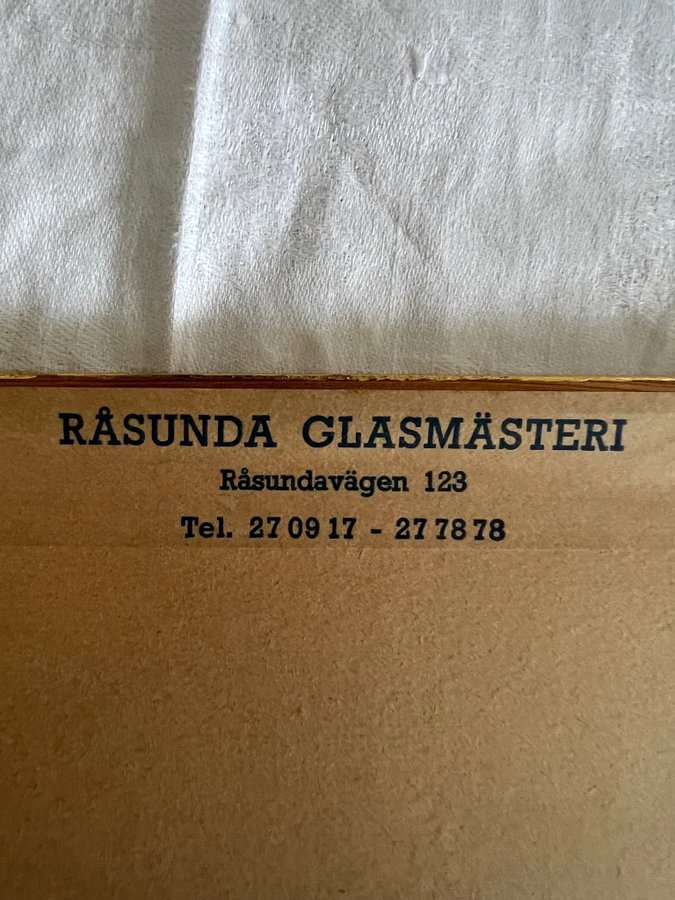 RÅSUNDA GLASMÄSTERI
Råsundavägen 123
Tel. 27 09 17 - 27 78 78